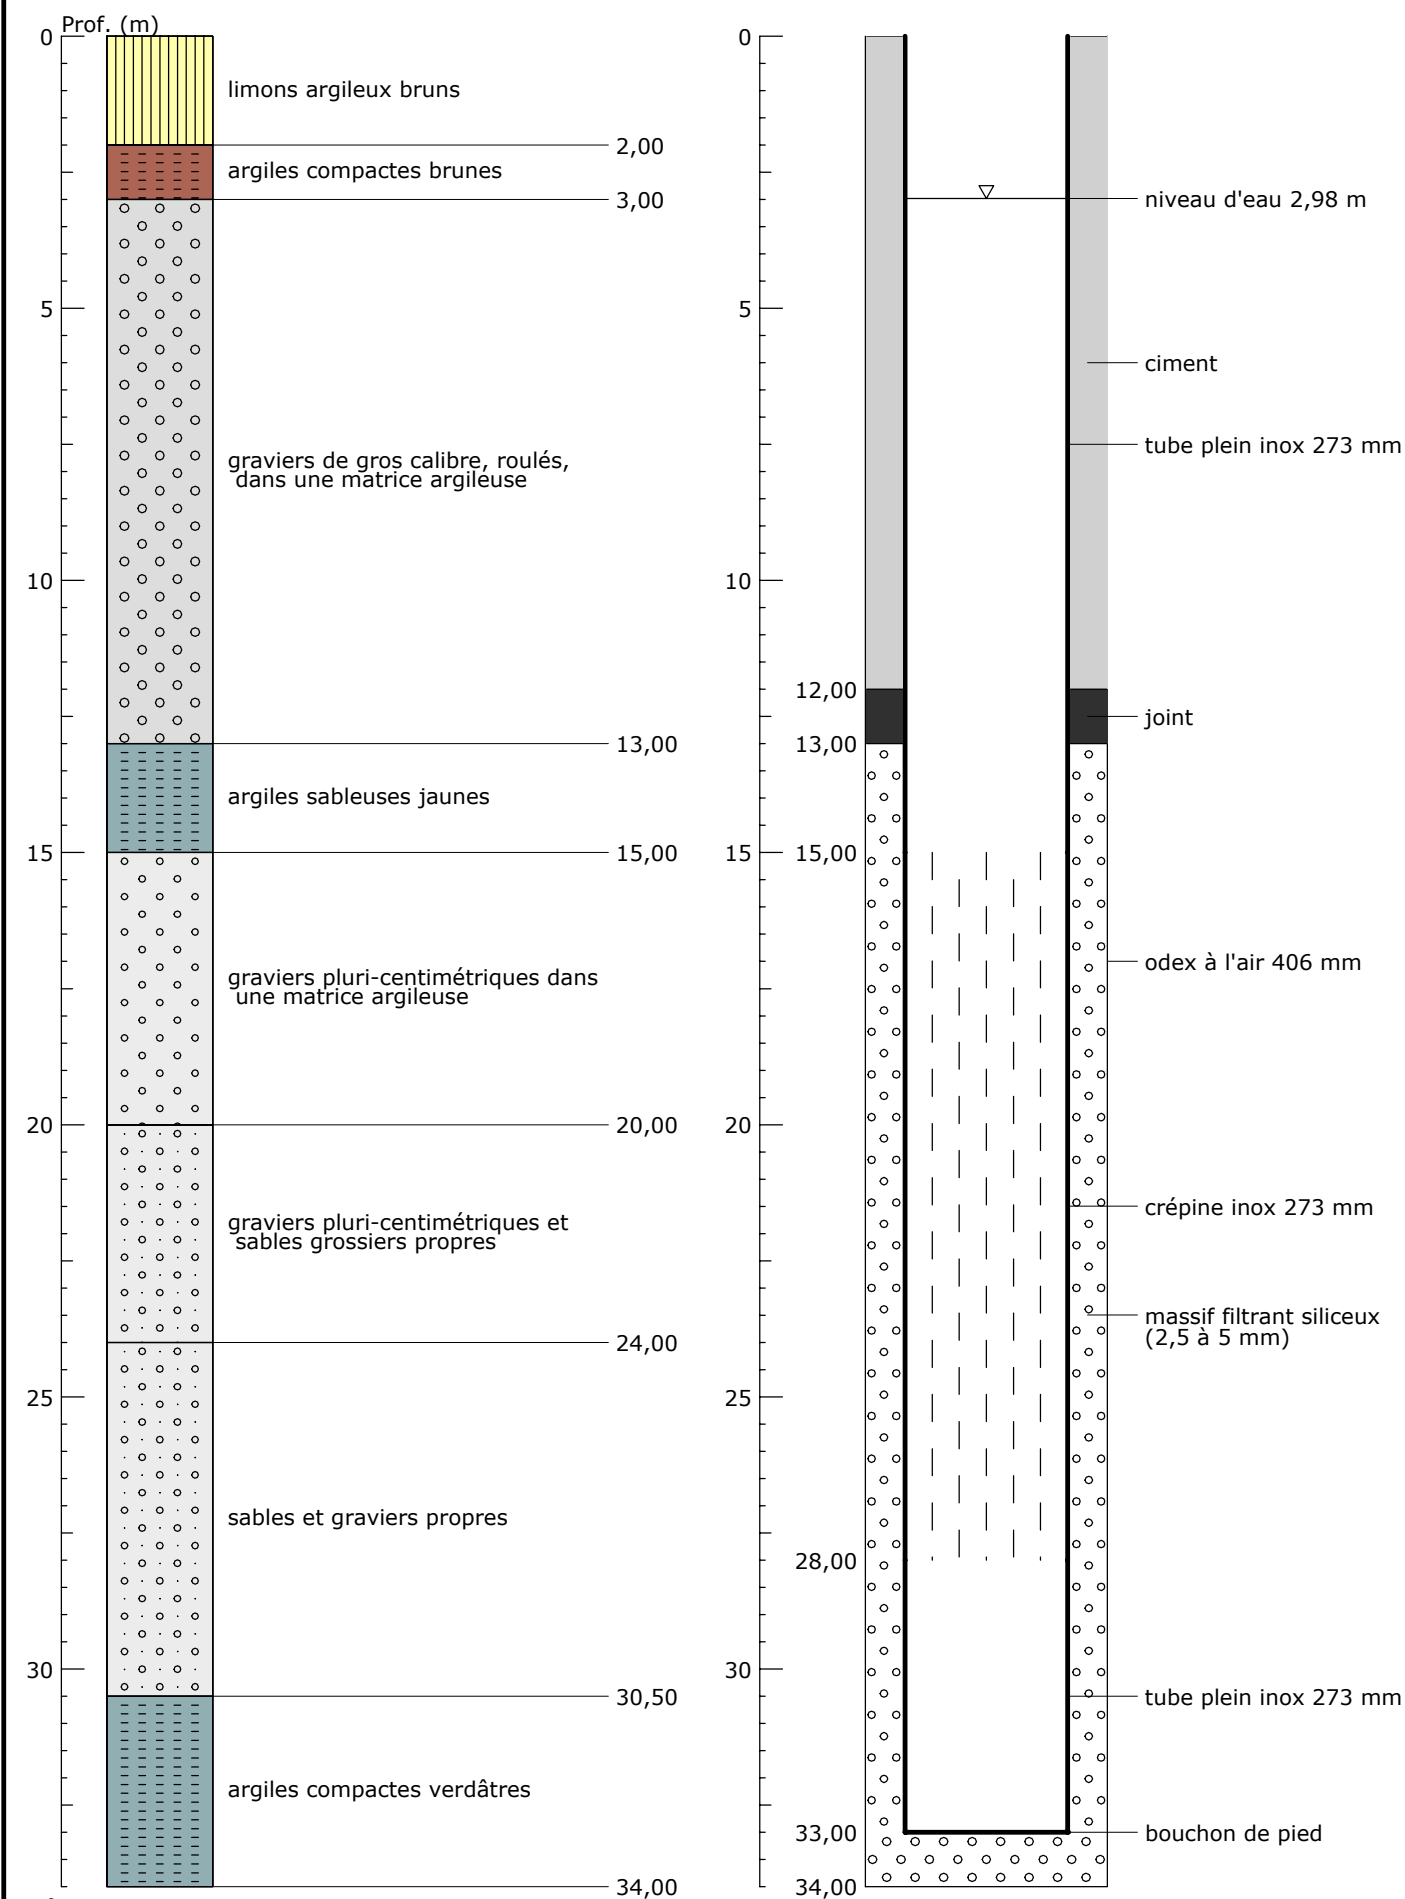 Prof. (m)
0
limons argileux bruns
2,00
argiles compactes brunes
3,00
5
graviers de gros calibre, roulés,
dans une matrice argileuse
10
13,00
argiles sableuses jaunes
15
15,00
graviers pluri-centimétriques dans
une matrice argileuse
20
20,00
graviers pluri-centimétriques et
sables grossiers propres
24,00
25
sables et graviers propres
30
30,50
argiles compactes verdâtres
34,00
0
niveau d'eau 2,98 m
5
ciment
tube plein inox 273 mm
10
12,00
joint
13,00
15
15,00
odex à l'air 406 mm
20
crépine inox 273 mm
massif filtrant siliceux
(2,5 à 5 mm)
25
28,00
30
tube plein inox 273 mm
33,00
bouchon de pied
34,00